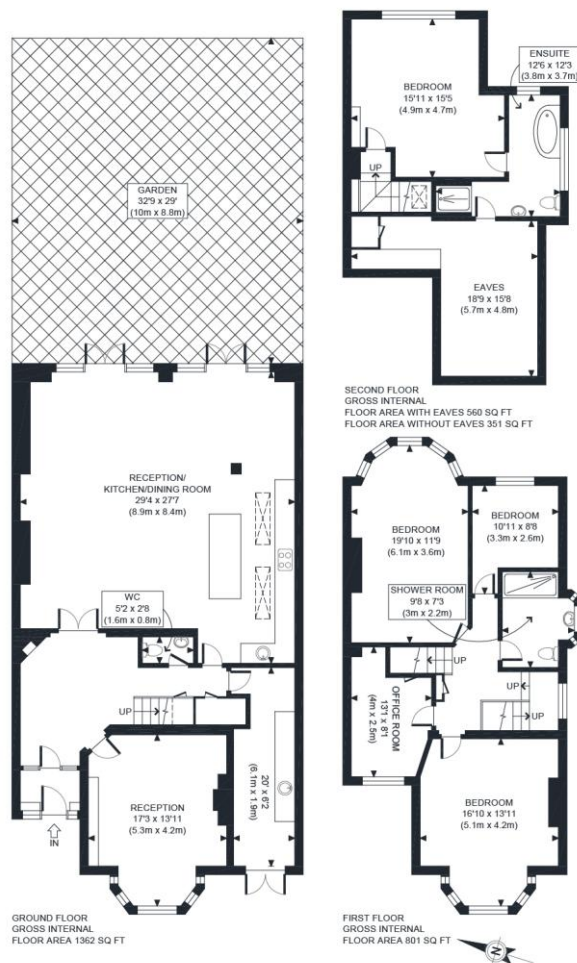 GARDEN
32'9 x 29'
(10m x 8.8m)
RECEPTION/
KITCHEN/DINING ROOM
29'4 x 27'7
(8.9m x 8.4m)
WC
5'2 x 2'8
(1.6m x 0.8m)
UP
20' x 6'2
(6.1m x 1.9m)
RECEPTION
17'3 x 13'11
(5.3m x 4.2m)
IN
GROUND FLOOR
GROSS INTERNAL
FLOOR AREA 1362 SQ FT
ENSUITE
12'6 x 12'3
(3.8m x 3.7m)
BEDROOM
15'11 x 15'5
(4.9m x 4.7m)
UP
EAVES
18'9 x 15'8
(5.7m x 4.8m)
SECOND FLOOR
GROSS INTERNAL
FLOOR AREA WITH EAVES 560 SQ FT
FLOOR AREA WITHOUT EAVES 351 SQ FT
BEDROOM
19'10 x 11'9
(6.1m x 3.6m)
BEDROOM
10'11 x 8'8
(3.3m x 2.6m)
SHOWER ROOM
9'8 x 7'3
(3m x 2.2m)
UP
UP
OFFICE ROOM
13'1 x 8'1
(4m x 2.5m)
BEDROOM
16'10 x 13'11
(5.1m x 4.2m)
FIRST FLOOR
GROSS INTERNAL
FLOOR AREA 801 SQ FT
N